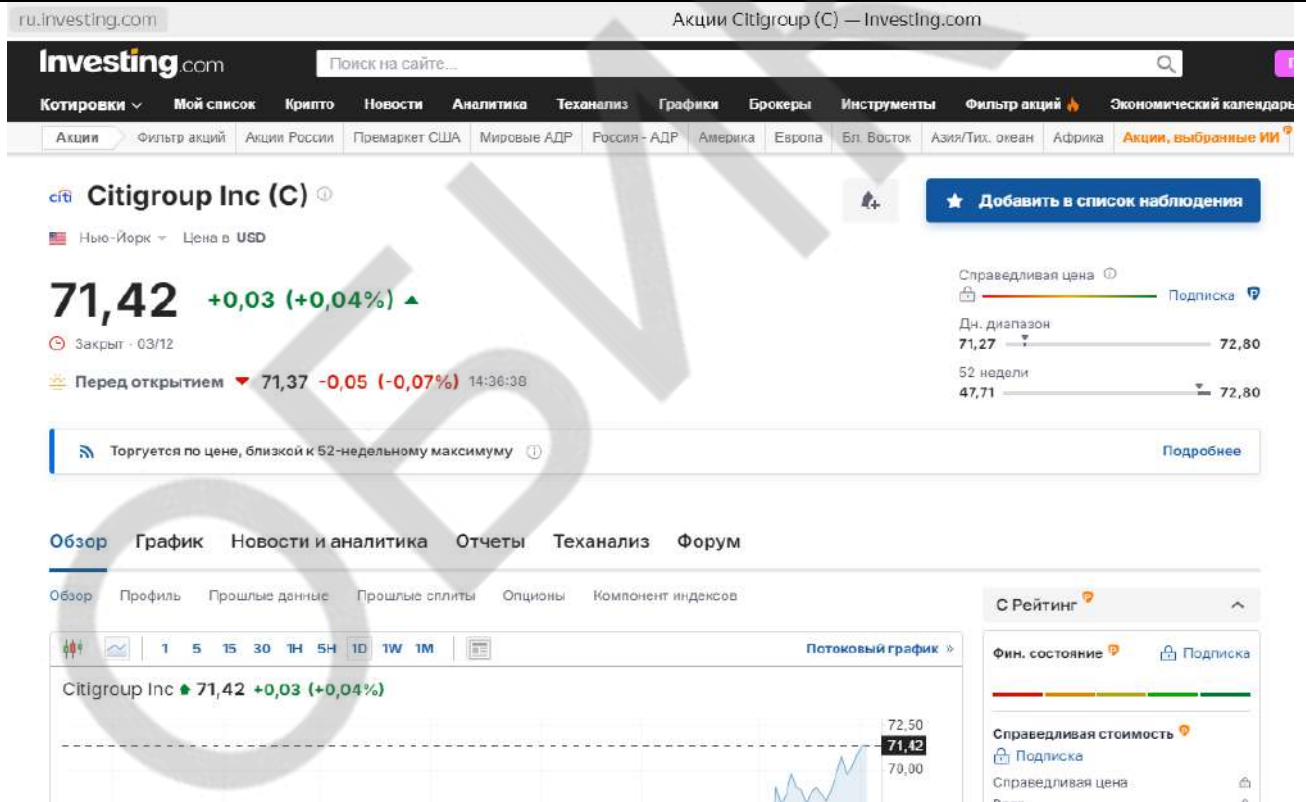 ru.investing.com
Акции Citigroup (C) — Investing.com
Investing.com
Поиск на сайте...
Котировки Мой список Крипто Новости Аналитика Теханализ Графики Брокеры Инструменты Фильтр акций Экономический календарь
Акции Фильтр акций Акции России Премаркет США Мировые АДР Россия - АДР Америка Европа Бл. Восток Азия/Тих. океан Африка Акции, выбранные ИИ
citi Citigroup Inc (C)
Добавить в список наблюдения
Нью-Йорк Цена в USD
71,42 +0,03 (+0,04%)
Закрыт · 03/12
Перед открытием 71,37 -0,05 (-0,07%) 14:36:38
Справедливая цена
Подписка
Дн. диапазон
71,27 72,80
52 недели
47,71 72,80
Торгуется по цене, близкой к 52-недельному максимуму
Подробнее
Обзор График Новости и аналитика Отчеты Теханализ Форум
Обзор Профиль Прошлые данные Прошлые сплиты Опционы Компонент индексов
1 5 15 30 1H 5H 1D 1W 1M
Потоковый график »
Citigroup Inc 71,42 +0,03 (+0,04%)
72,50
71,42
70,00
C Рейтинг
Фин. состояние Подписка
Справедливая стоимость
Подписка
Справедливая цена